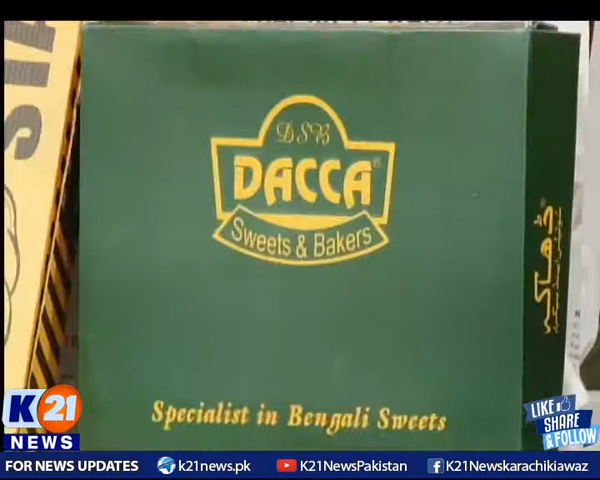 DSB
DACCA®
Sweets & Bakers
Specialist in Bengali Sweets
ڈھاکہ
K21
NEWS
LIKE
SHARE
& FOLLOW
FOR NEWS UPDATES k21news.pk K21NewsPakistan K21Newskarachikiawaz